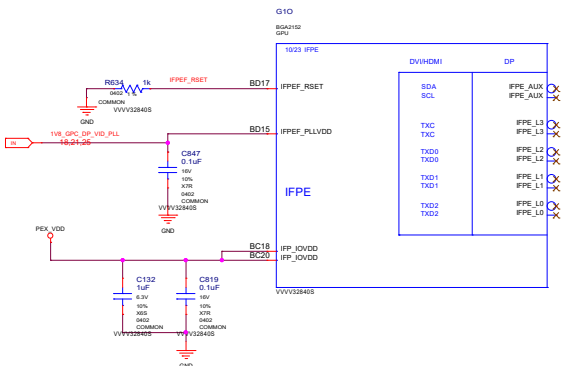 G1O
BGA2152
GPU
10/23 IFPE
DVI/HDMI DP
R634 1k
IFPEF_RSET
BD17
IFPEF_RSET
0402
COMMON
VVVV32840S
GND
SDA IFPE_AUX
SCL IFPE_AUX
IN
1V8_GPC_DP_VID_PLL
18,21,25
BD15
IFPEF_PLLVDD
TXC IFPE_L3
TXC IFPE_L3
C847
0.1uF
16V
10%
X7R
0402
COMMON
VVVV32840S
GND
TXD0 IFPE_L2
TXD0 IFPE_L2
TXD1 IFPE_L1
TXD1 IFPE_L1
IFPE
TXD2 IFPE_L0
TXD2 IFPE_L0
PEX_VDD
BC18 IFP_IOVDD
BC20 IFP_IOVDD
C132
1uF
6.3V
10%
X6S
0402
COMMON
VVVV32840S
C819
0.1uF
16V
10%
X7R
0402
COMMON
VVVV32840S
VVVV32840S
GND